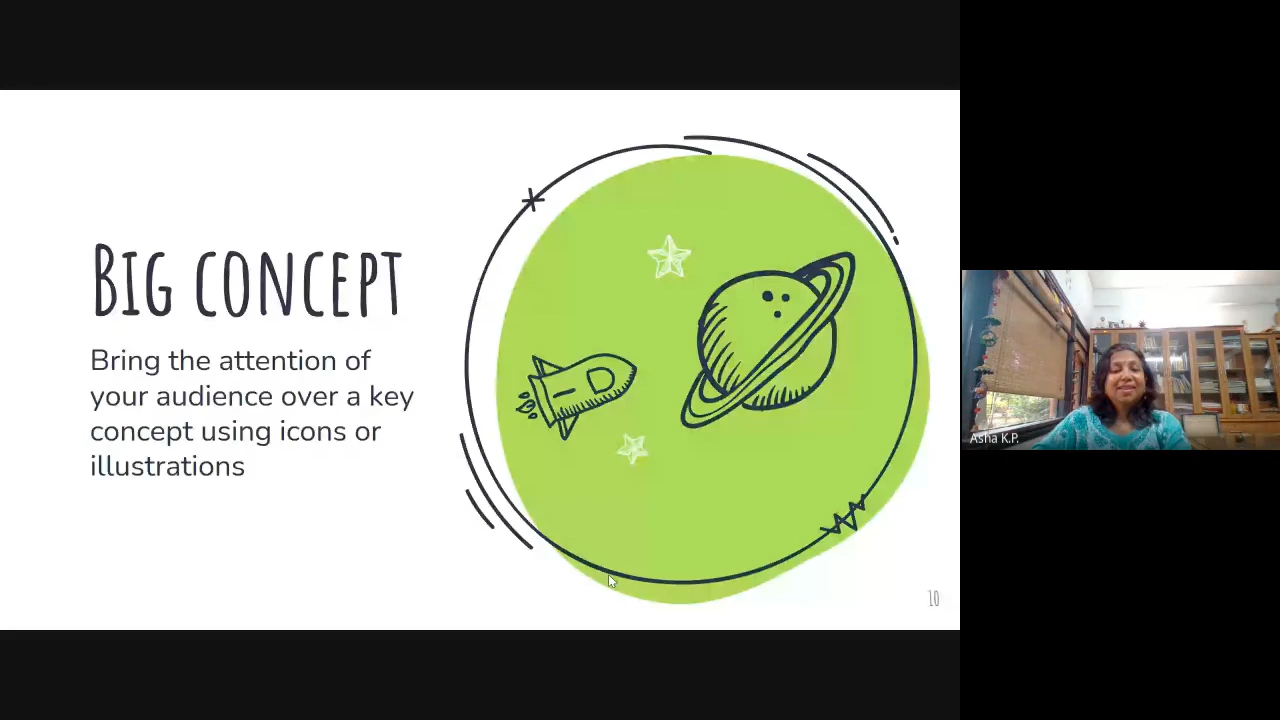 Big concept
Bring the attention of
your audience over a key
concept using icons or
illustrations
10
Asha K.P.